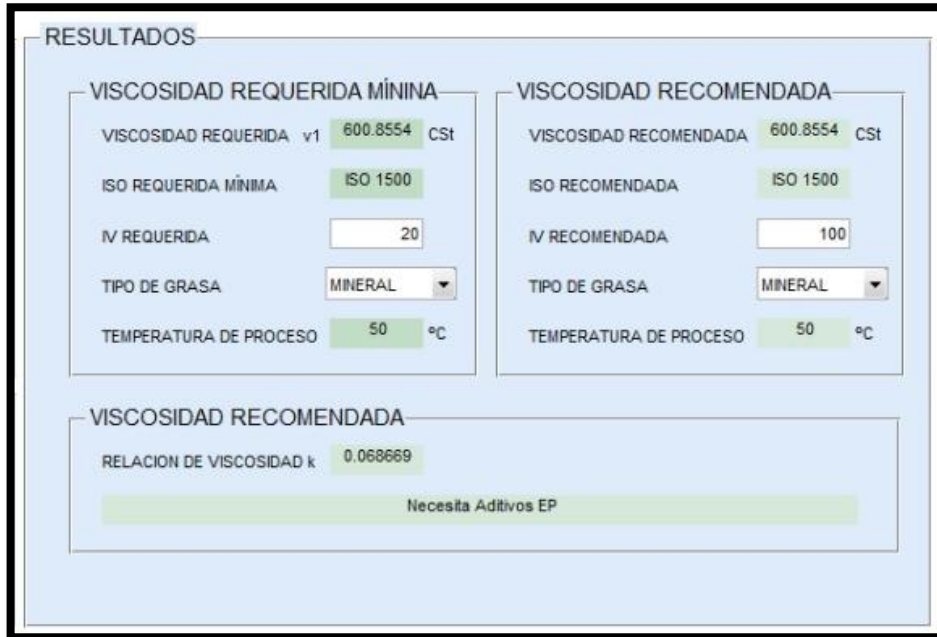 RESULTADOS
VISCOSIDAD REQUERIDA MÍNINA
VISCOSIDAD REQUERIDA v1 600.8554 CSt
ISO REQUERIDA MÍNIMA ISO 1500
IV REQUERIDA 20
TIPO DE GRASA MINERAL
TEMPERATURA DE PROCESO 50 ºC
VISCOSIDAD RECOMENDADA
VISCOSIDAD RECOMENDADA 600.8554 CSt
ISO RECOMENDADA ISO 1500
IV RECOMENDADA 100
TIPO DE GRASA MINERAL
TEMPERATURA DE PROCESO 50 ºC
VISCOSIDAD RECOMENDADA
RELACION DE VISCOSIDAD k 0.068669
Necesita Aditivos EP